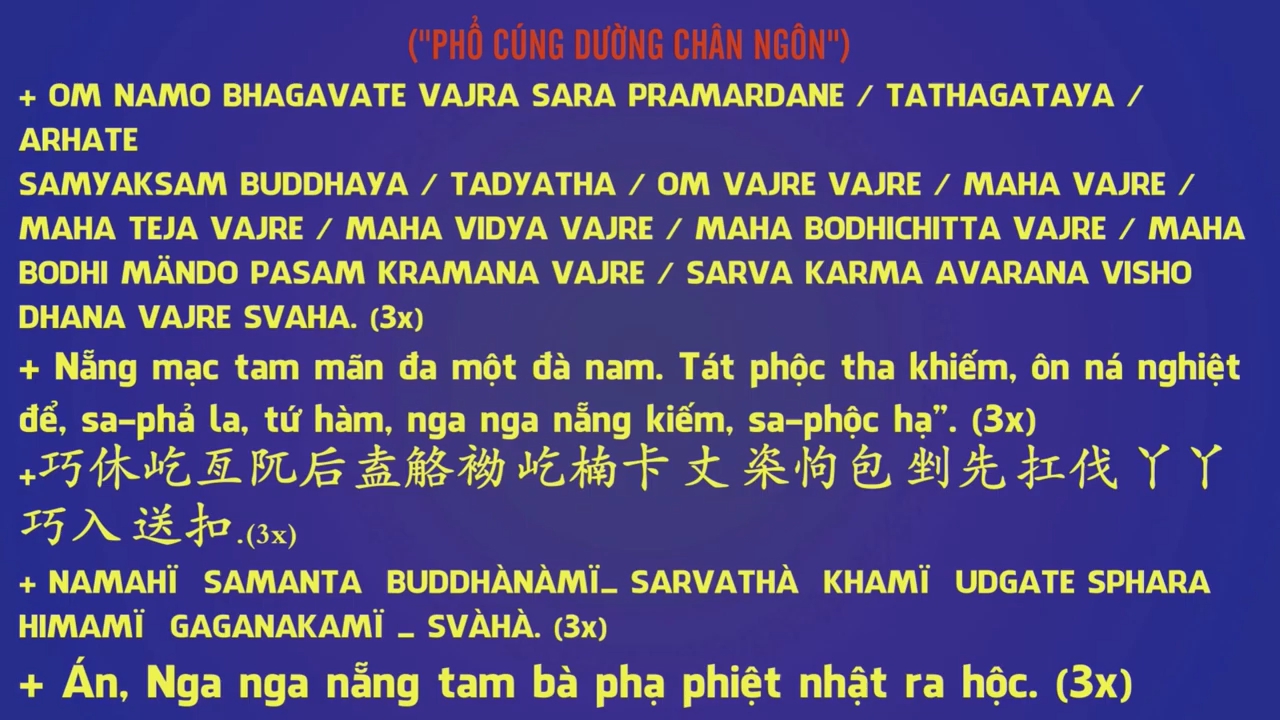 ("PHỔ CÚNG DƯỜNG CHÂN NGÔN")
+ OM NAMO BHAGAVATE VAJRA SARA PRAMARDANE / TATHAGATAYA /
ARHATE
SAMYAKSAM BUDDHAYA / TADYATHA / OM VAJRE VAJRE / MAHA VAJRE /
MAHA TEJA VAJRE / MAHA VIDYA VAJRE / MAHA BODHICHITTA VAJRE / MAHA
BODHI MÄNDO PASAM KRAMANA VAJRE / SARVA KARMA AVARANA VISHO
DHANA VAJRE SVAHA. (3x)
+ Nẵng mạc tam mãn đa một đà nam. Tát phộc tha khiếm, ôn ná nghiệt
để, sa-phả la, tứ hàm, nga nga nẵng kiếm, sa-phộc hạ”. (3x)
+巧休屹亙阢后盍觡袎屹楠卡丈 梁恂包 剉先扛伐丫丫
巧入送扣.(3x)
+ NAMAHÏ SAMANTA BUDDHÀNÀMÏ_ SARVATHÀ KHAMÏ UDGATE SPHARA
HIMAMÏ GAGANAKAMÏ _ SVÀHÀ. (3x)
+ Án, Nga nga nẵng tam bà phạ phiệt nhật ra hộc. (3x)